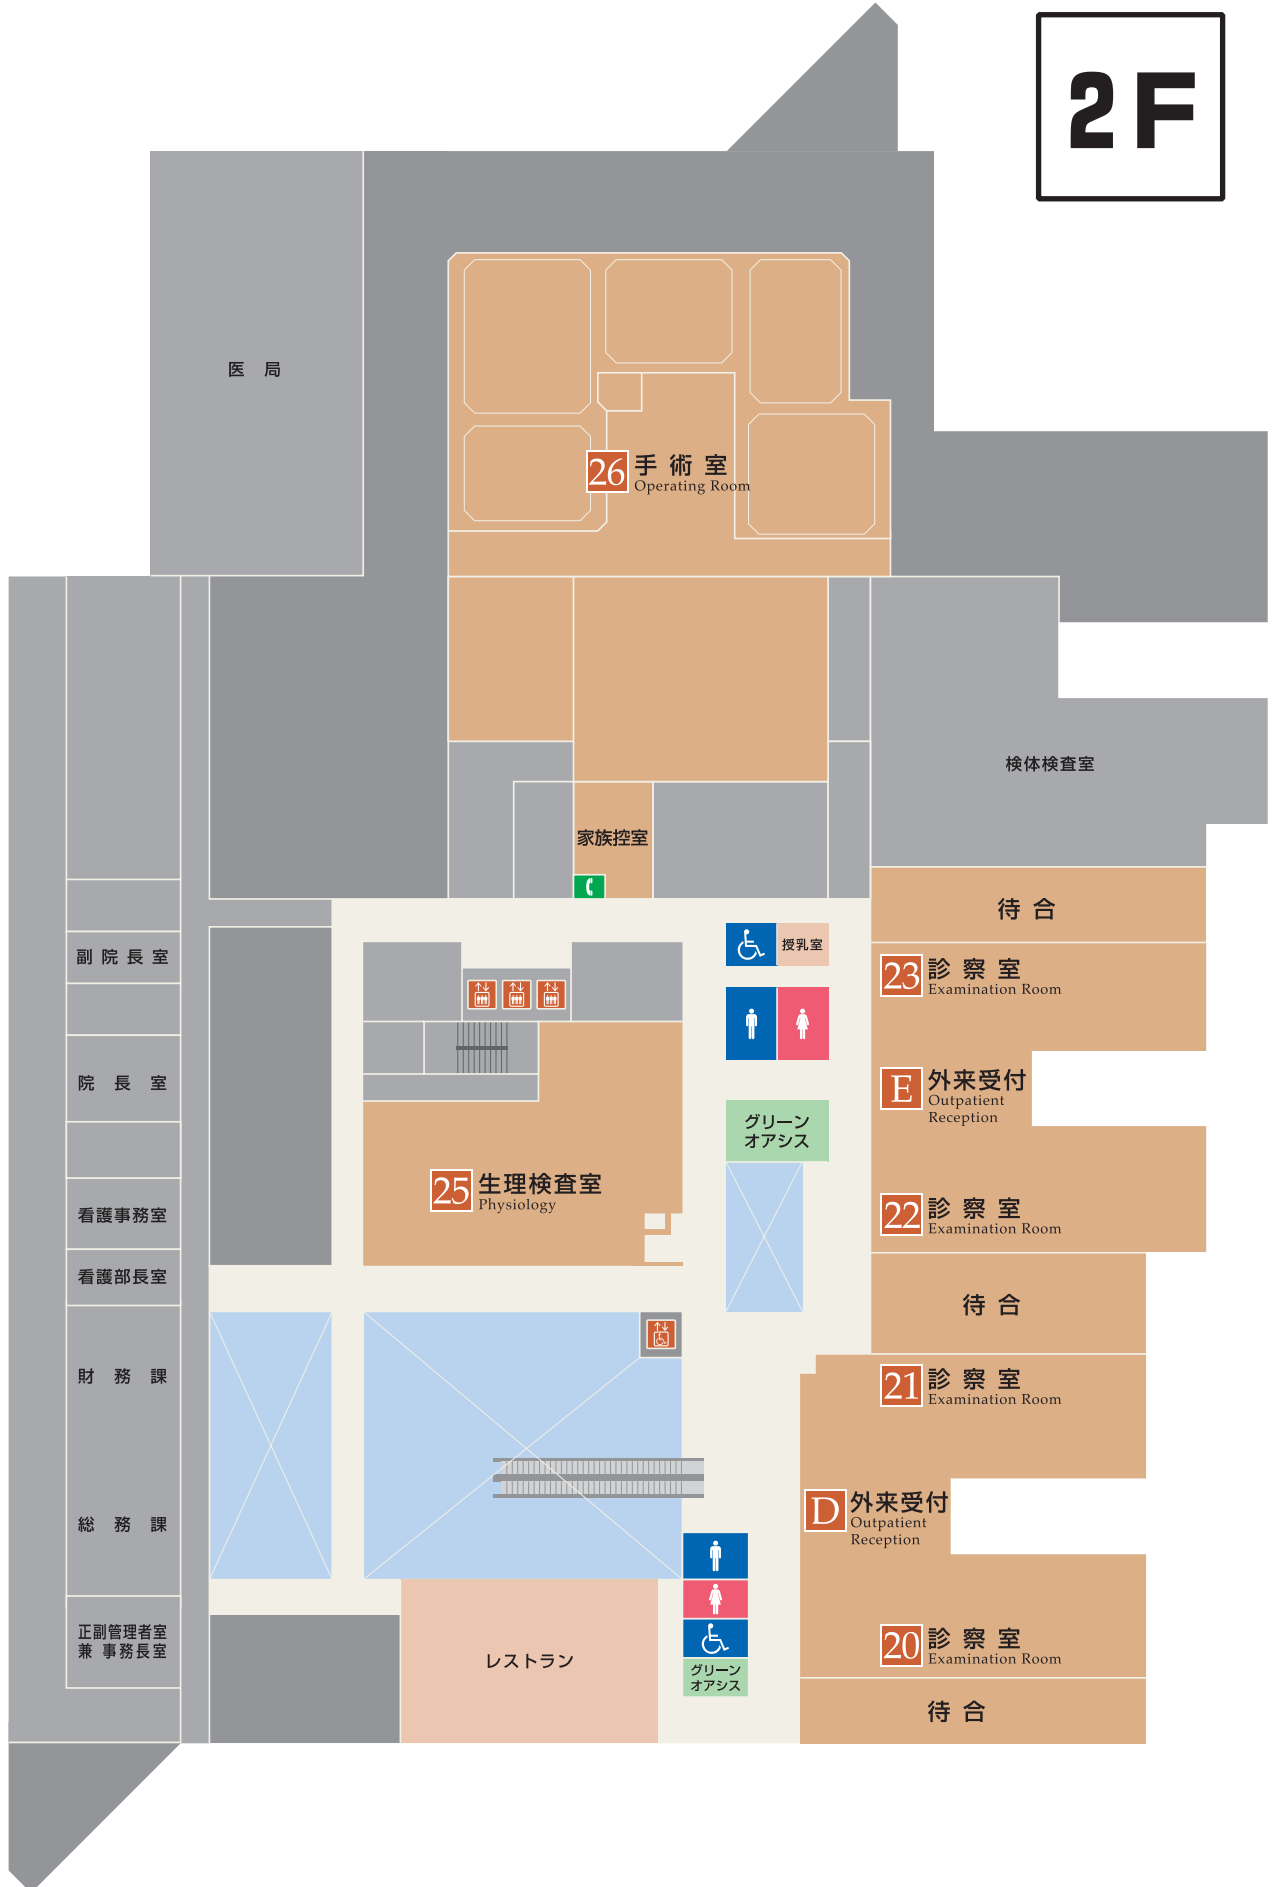 2F
医 局
26 手 術 室
Operating Room
検体検査室
家族控室
待 合
副 院 長 室
授乳室
23 診 察 室
Examination Room
院 長 室
E 外来受付
Outpatient
Reception
グリーン
オアシス
25 生理検査室
Physiology
看護事務室
22 診 察 室
Examination Room
看護部長室
待 合
財 務 課
21 診 察 室
Examination Room
総 務 課
D 外来受付
Outpatient
Reception
正副管理者室
兼 事務長室
レストラン
グリーン
オアシス
20 診 察 室
Examination Room
待 合